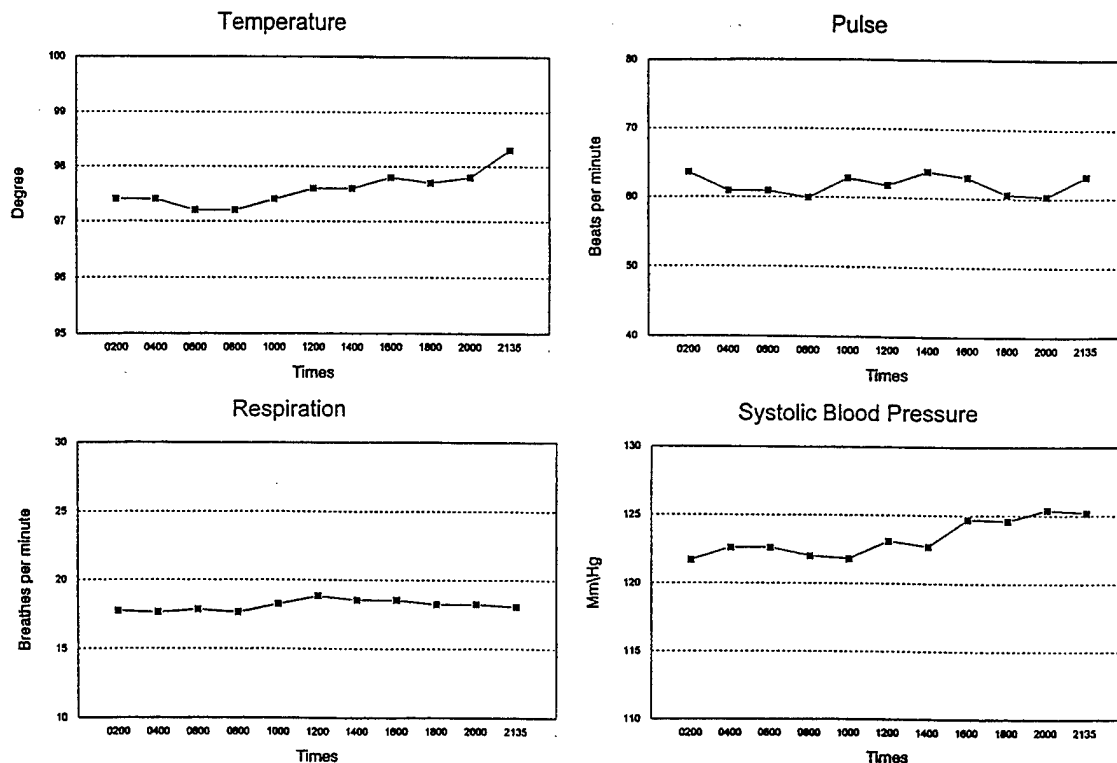 Temperature
100
99
98
97
96
95
Degree
0200 0400 0600 0800 1000 1200 1400 1600 1800 2000 2135
Times
Pulse
80
70
60
50
40
Beats per minute
0200 0400 0600 0800 1000 1200 1400 1600 1800 2000 2135
Times
Respiration
30
25
20
15
10
Breathes per minute
0200 0400 0600 0800 1000 1200 1400 1600 1800 2000 2135
Times
Systolic Blood Pressure
130
125
120
115
110
Mm\Hg
0200 0400 0600 0800 1000 1200 1400 1600 1800 2000 2135
Times